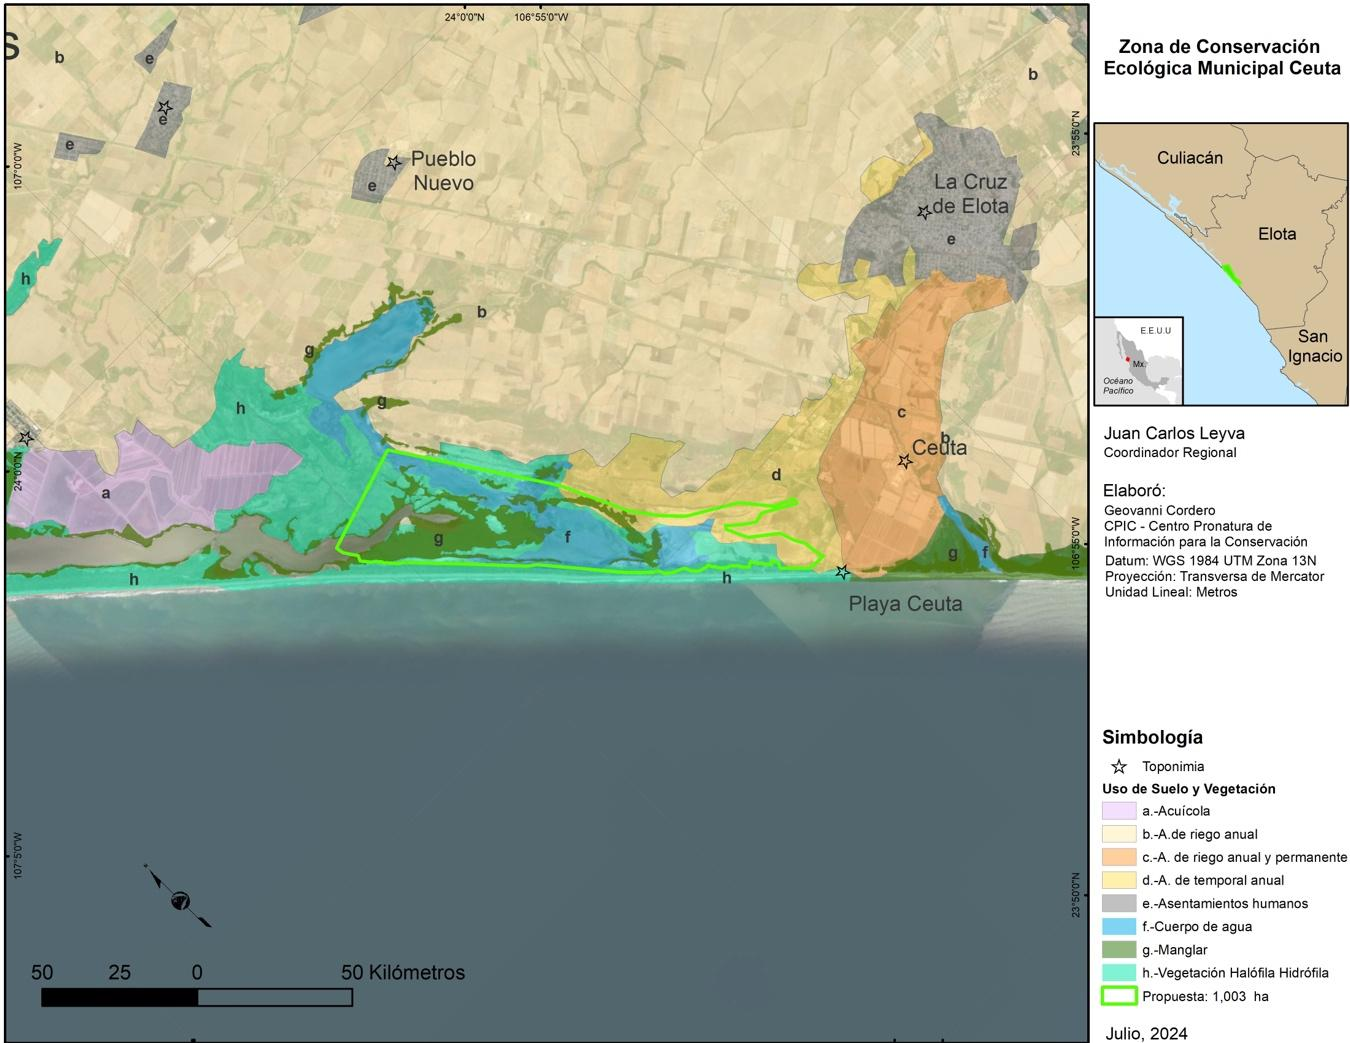 24°0'0"N
106°55'0"W
S
b
e
b
e
e
23°55'0"N
107°0'0"W
Pueblo
Nuevo
e
La Cruz
de Elota
e
h
b
g
h
g
c
b
Ceuta
24°0'0"N
a
d
g
f
g
f
106°55'0"W
h
h
Playa Ceuta
107°5'0"W
23°50'0"N
50
25
0
50 Kilómetros
Zona de Conservación
Ecológica Municipal Ceuta
Culiacán
Elota
San
Ignacio
E.E.U.U
Mx.
Océano
Pacífico
Juan Carlos Leyva
Coordinador Regional
Elaboró:
Geovanni Cordero
CPIC - Centro Pronatura de
Información para la Conservación
Datum: WGS 1984 UTM Zona 13N
Proyección: Transversa de Mercator
Unidad Lineal: Metros
Simbología
Toponimia
Uso de Suelo y Vegetación
a.-Acuícola
b.-A.de riego anual
c.-A. de riego anual y permanente
d.-A. de temporal anual
e.-Asentamientos humanos
f.-Cuerpo de agua
g.-Manglar
h.-Vegetación Halófila Hidrófila
Propuesta: 1,003 ha
Julio, 2024